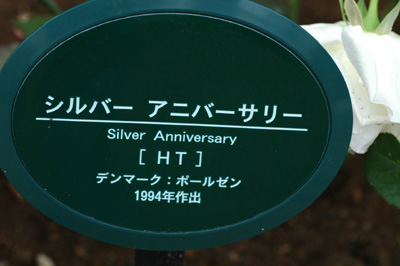 シルバー アニバーサリー
Silver Anniversary
[ HT ]
デンマーク：ポールゼン
1994年作出